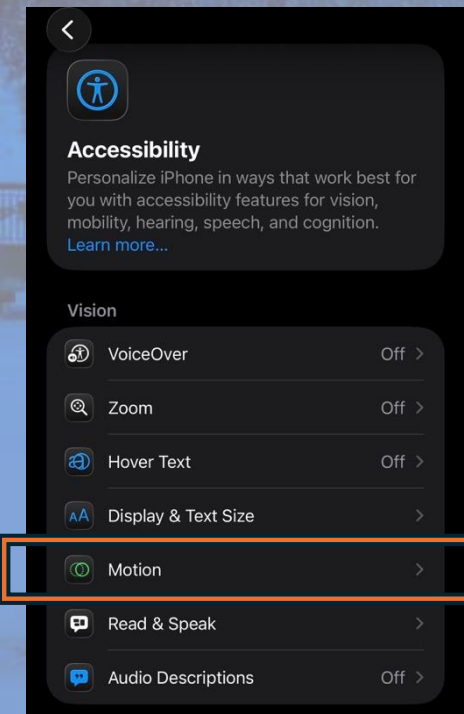 Accessibility
Personalize iPhone in ways that work best for
you with accessibility features for vision,
mobility, hearing, speech, and cognition.
Learn more...
Vision
VoiceOver Off
Zoom Off
Hover Text Off
Display & Text Size
Motion
Read & Speak
Audio Descriptions Off